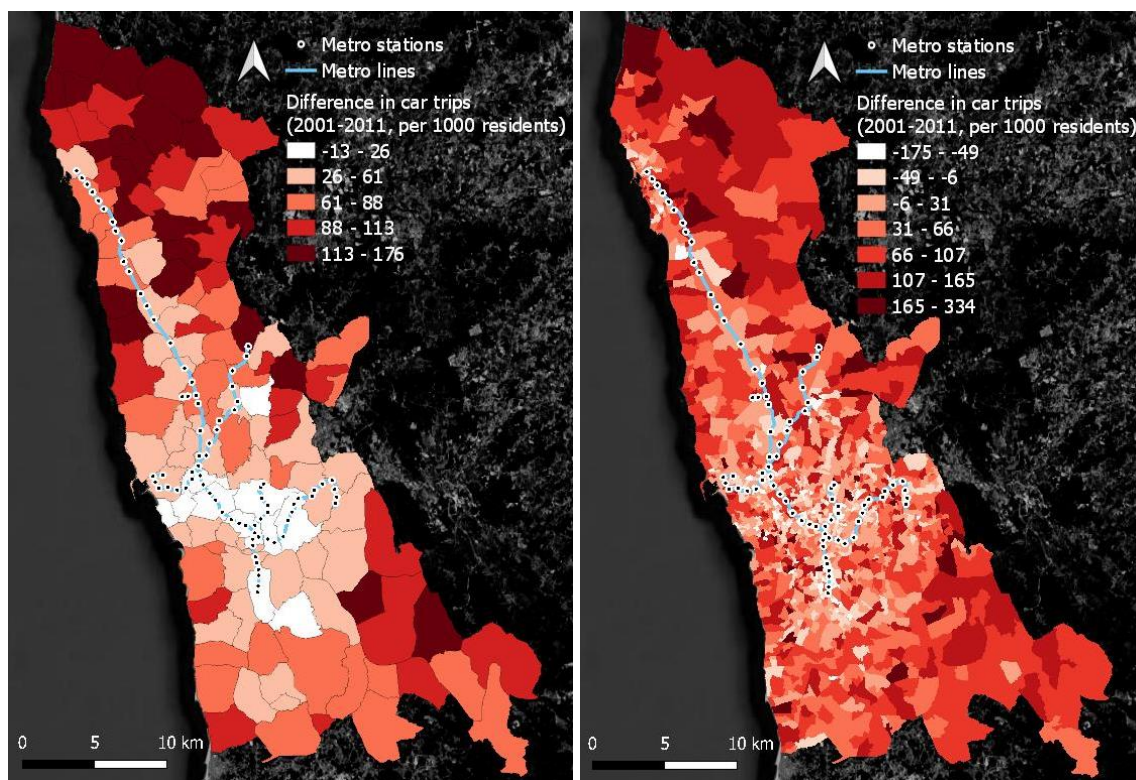 Metro stations
Metro lines
Difference in car trips
(2001-2011, per 1000 residents)
-13 - 26
26 - 61
61 - 88
88 - 113
113 - 176
0 5 10 km
Metro stations
Metro lines
Difference in car trips
(2001-2011, per 1000 residents)
-175 - -49
-49 - -6
-6 - 31
31 - 66
66 - 107
107 - 165
165 - 334
0 5 10 km